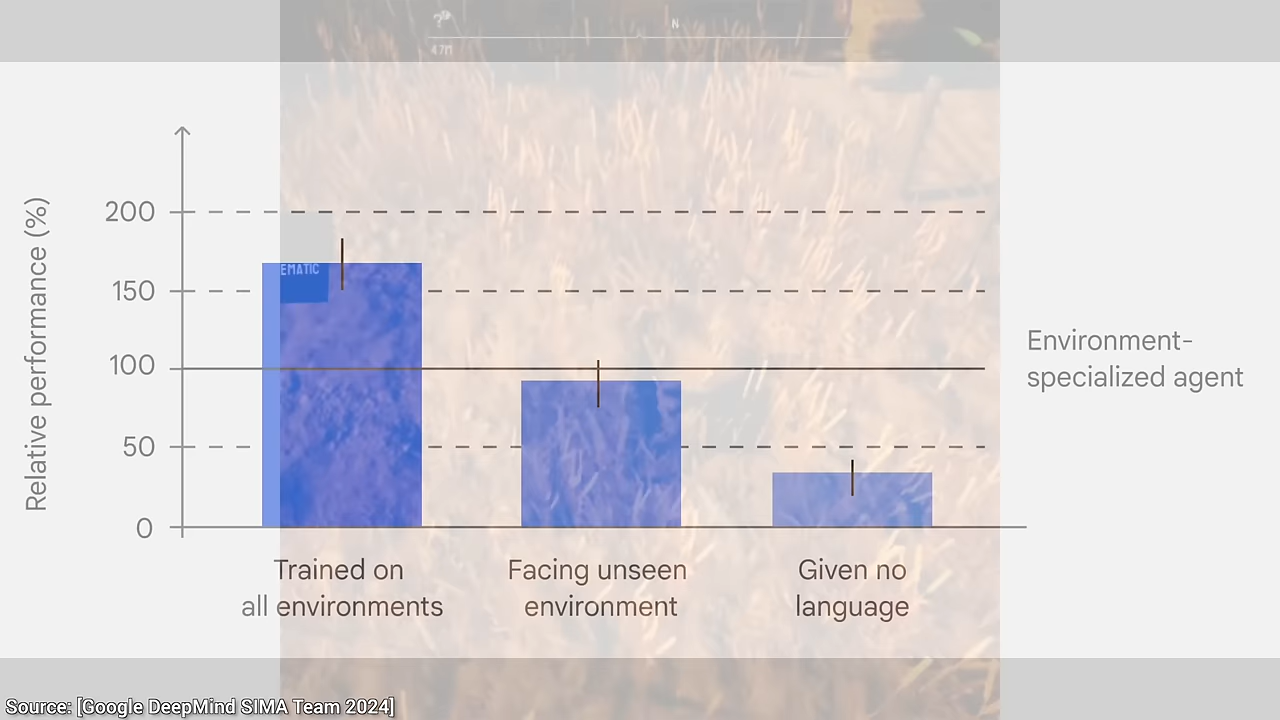 N
47m
Relative performance (%)
200
EMATIC
150
100
50
0
Environment-
specialized agent
Trained on
all environments
Facing unseen
environment
Given no
language
Source: [Google DeepMind SIMA Team 2024]